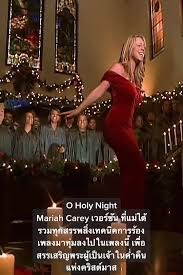 O Holy Night
Mariah Carey เวอร์ชัน ที่แม่ได้
รวมทุกสรรพสิ่งเทคนิคการร้อง
เพลงมาทุ่มลงไปในเพลงนี้ เพื่อ
สรรเสริญพระผู้เป็นเจ้าในค่ำคืน
แห่งคริสต์มาส